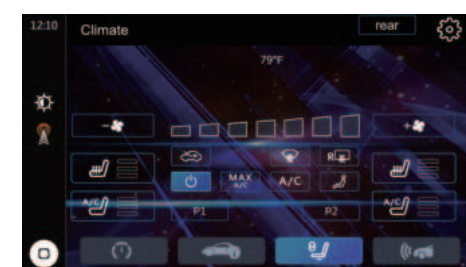 12:10 Climate rear
79°F
R
MAX A/C
A/C
A/C
A/C
P1 P2